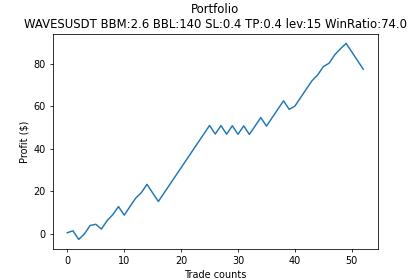 Portfolio
WAVESUSDT BBM:2.6 BBL:140 SL:0.4 TP:0.4 lev:15 WinRatio:74.0
Profit ($)
80
60
40
20
0
0 10 20 30 40 50
Trade counts